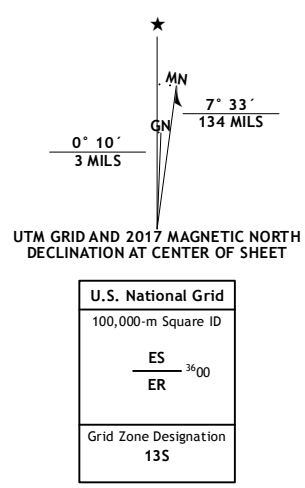 MN
7° 33´
134 MILS
GN
0° 10´
3 MILS
UTM GRID AND 2017 MAGNETIC NORTH
DECLINATION AT CENTER OF SHEET
U.S. National Grid
100,000-m Square ID
ES
3600
ER
Grid Zone Designation
13S